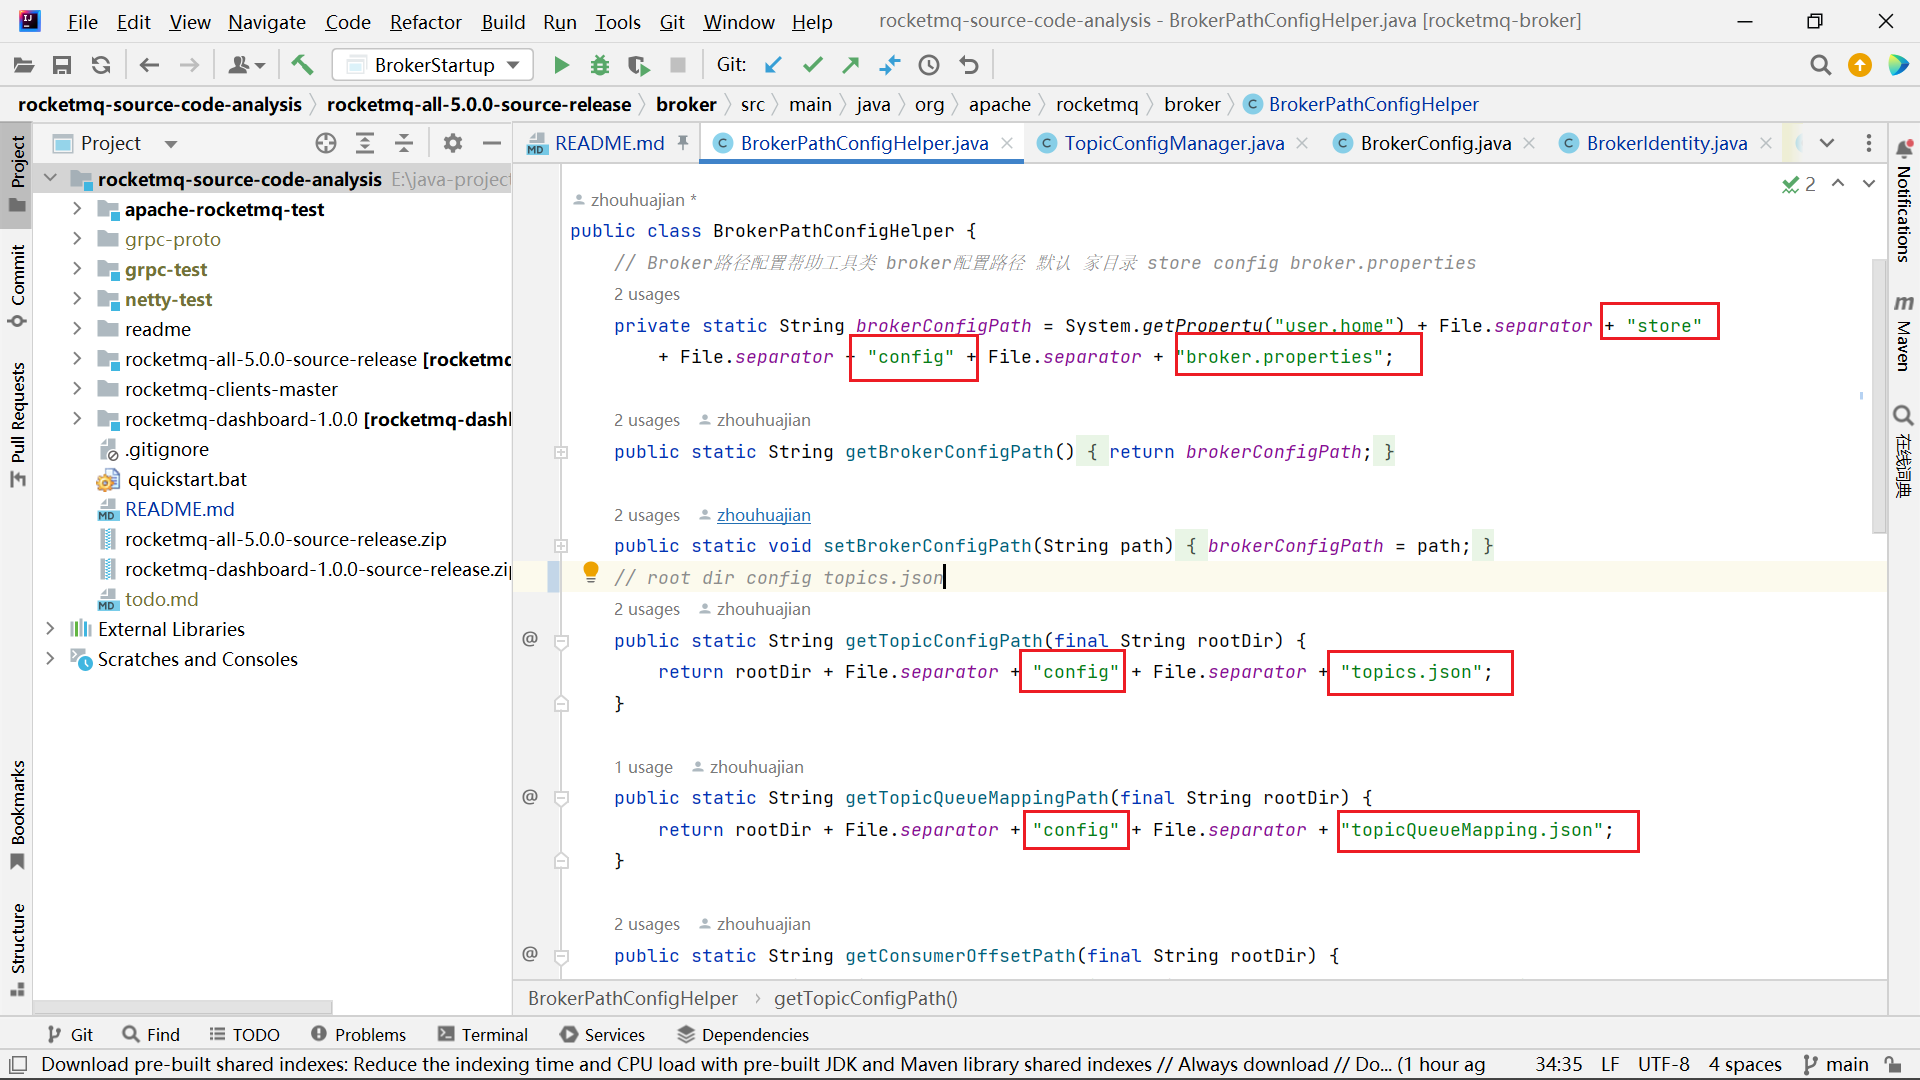 File Edit View Navigate Code Refactor Build Run Tools Git Window Help rocketmq-source-code-analysis - BrokerPathConfigHelper.java [rocketmq-broker]
BrokerStartup Git:
rocketmq-source-code-analysis rocketmq-all-5.0.0-source-release broker src main java org apache rocketmq broker BrokerPathConfigHelper
Project
README.md BrokerPathConfigHelper.java TopicConfigManager.java BrokerConfig.java BrokerIdentity.java
Project
Commit
Pull Requests
Bookmarks
Structure
rocketmq-source-code-analysis E:\java-project
apache-rocketmq-test
grpc-proto
grpc-test
netty-test
readme
rocketmq-all-5.0.0-source-release [rocketmq
rocketmq-clients-master
rocketmq-dashboard-1.0.0 [rocketmq-dash
.gitignore
quickstart.bat
README.md
rocketmq-all-5.0.0-source-release.zip
rocketmq-dashboard-1.0.0-source-release.zip
todo.md
External Libraries
Scratches and Consoles
2
zhouhuajian *
public class BrokerPathConfigHelper {
// Broker路径配置帮助工具类 broker配置路径 默认 家目录 store config broker.properties
2 usages
private static String brokerConfigPath = System.getProperty("user.home") + File.separator + "store"
+ File.separator + "config" + File.separator + "broker.properties";
2 usages zhouhuajian
public static String getBrokerConfigPath() { return brokerConfigPath; }
2 usages zhouhuajian
public static void setBrokerConfigPath(String path) { brokerConfigPath = path; }
// root dir config topics.json
2 usages zhouhuajian
@ public static String getTopicConfigPath(final String rootDir) {
return rootDir + File.separator + "config" + File.separator + "topics.json";
}
1 usage zhouhuajian
@ public static String getTopicQueueMappingPath(final String rootDir) {
return rootDir + File.separator + "config" + File.separator + "topicQueueMapping.json";
}
2 usages zhouhuajian
@ public static String getConsumerOffsetPath(final String rootDir) {
Notifications
Maven
在线词典
BrokerPathConfigHelper getTopicConfigPath()
Git Find TODO Problems Terminal Services Dependencies
Download pre-built shared indexes: Reduce the indexing time and CPU load with pre-built JDK and Maven library shared indexes // Always download // Do... (1 hour ag 34:35 LF UTF-8 4 spaces main